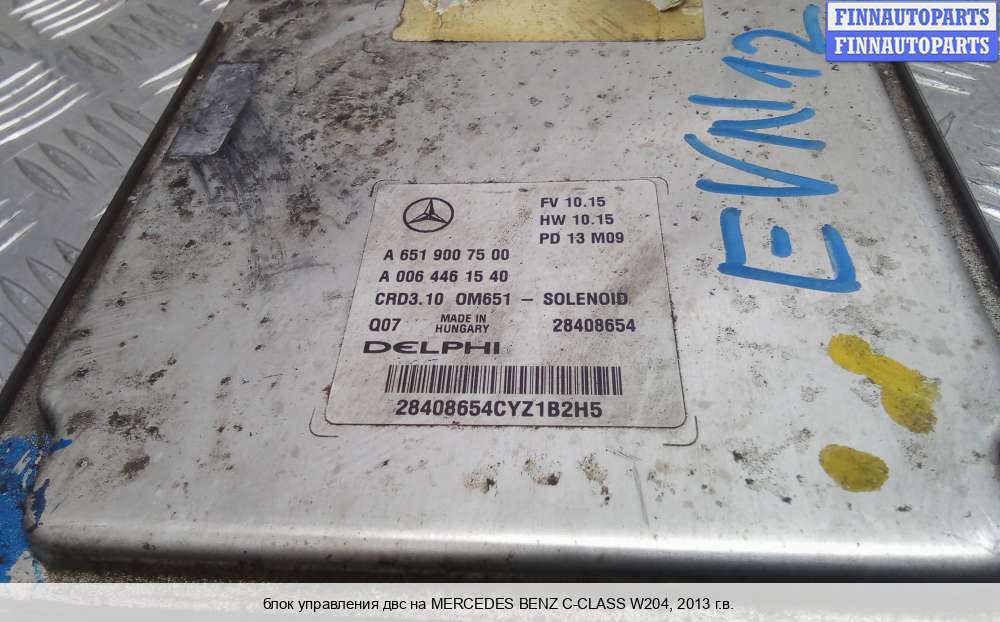 FINNAUTOPARTS
FINNAUTOPARTS
EVN12
FV 10.15
HW 10.15
PD 13 M09
A 651 900 75 00
A 006 446 15 40
CRD3.10 OM651 – SOLENOID
Q07 MADE IN HUNGARY 28408654
DELPHI
28408654CYZ1B2H5
блок управления двс на MERCEDES BENZ C-CLASS W204, 2013 г.в.